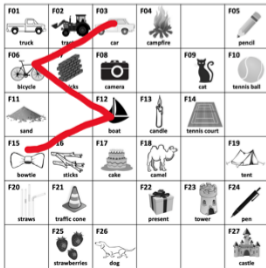 F01 F02 F03 F04 F05
truck car campfire pencil
F06 F08 F09 F10
bicycle camera cat tennis ball
F11 F12 F13 F14
sand boat candle tennis court
F15 F17 F18 F19
bowtie sticks cake camel tent
F20 F21 F22 F23 F24
straws traffic cone present tower pen
F25 F26 F27
strawberries dog castle